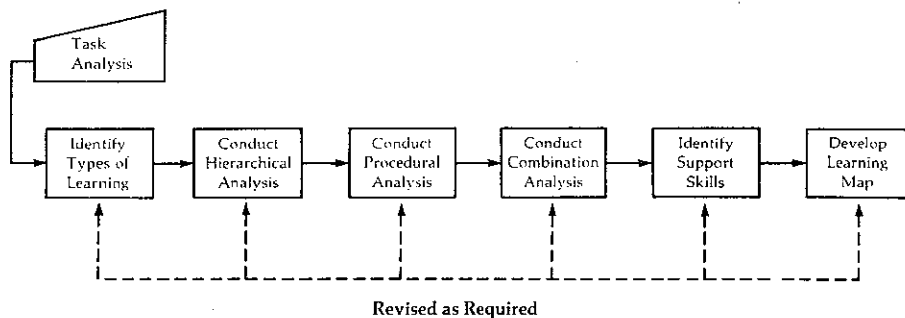 Task
Analysis
Identify
Types of
Learning
Conduct
Hierarchical
Analysis
Conduct
Procedural
Analysis
Conduct
Combination
Analysis
Identify
Support
Skills
Develop
Learning
Map
Revised as Required